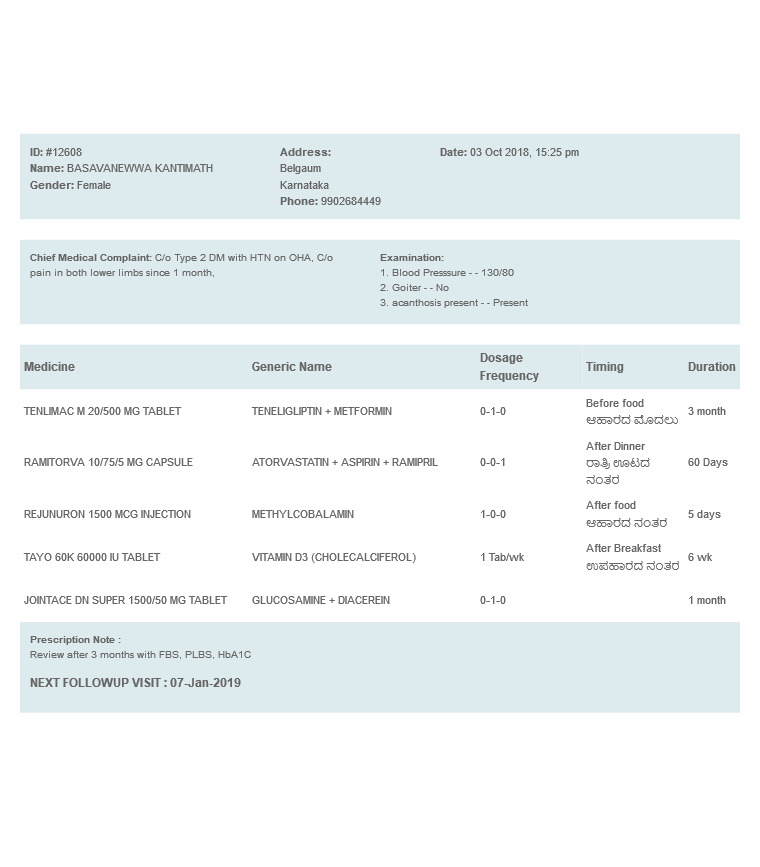 ID: #12608
Name: BASAVANEWWA KANTIMATH
Gender: Female
Address:
Belgaum
Karnataka
Phone: 9902684449
Date: 03 Oct 2018, 15:25 pm
Chief Medical Complaint: C/o Type 2 DM with HTN on OHA, C/o
pain in both lower limbs since 1 month,
Examination:
1. Blood Presssure - - 130/80
2. Goiter - - No
3. acanthosis present - - Present
Medicine Generic Name Dosage Frequency Timing Duration
TENLIMAC M 20/500 MG TABLET TENELIGLIPTIN + METFORMIN 0-1-0 Before food 3 month
ಆಹಾರದ ಮೊದಲು
RAMITORVA 10/75/5 MG CAPSULE ATORVASTATIN + ASPIRIN + RAMIPRIL 0-0-1 After Dinner 60 Days
ರಾತ್ರಿ ಊಟದ
ನಂತರ
REJUNURON 1500 MCG INJECTION METHYLCOBALAMIN 1-0-0 After food 5 days
ಆಹಾರದ ನಂತರ
TAYO 60K 60000 IU TABLET VITAMIN D3 (CHOLECALCIFEROL) 1 Tab/wk After Breakfast 6 wk
ಉಪಹಾರದ ನಂತರ
JOINTACE DN SUPER 1500/50 MG TABLET GLUCOSAMINE + DIACEREIN 0-1-0 1 month
Prescription Note :
Review after 3 months with FBS, PLBS, HbA1C
NEXT FOLLOWUP VISIT : 07-Jan-2019